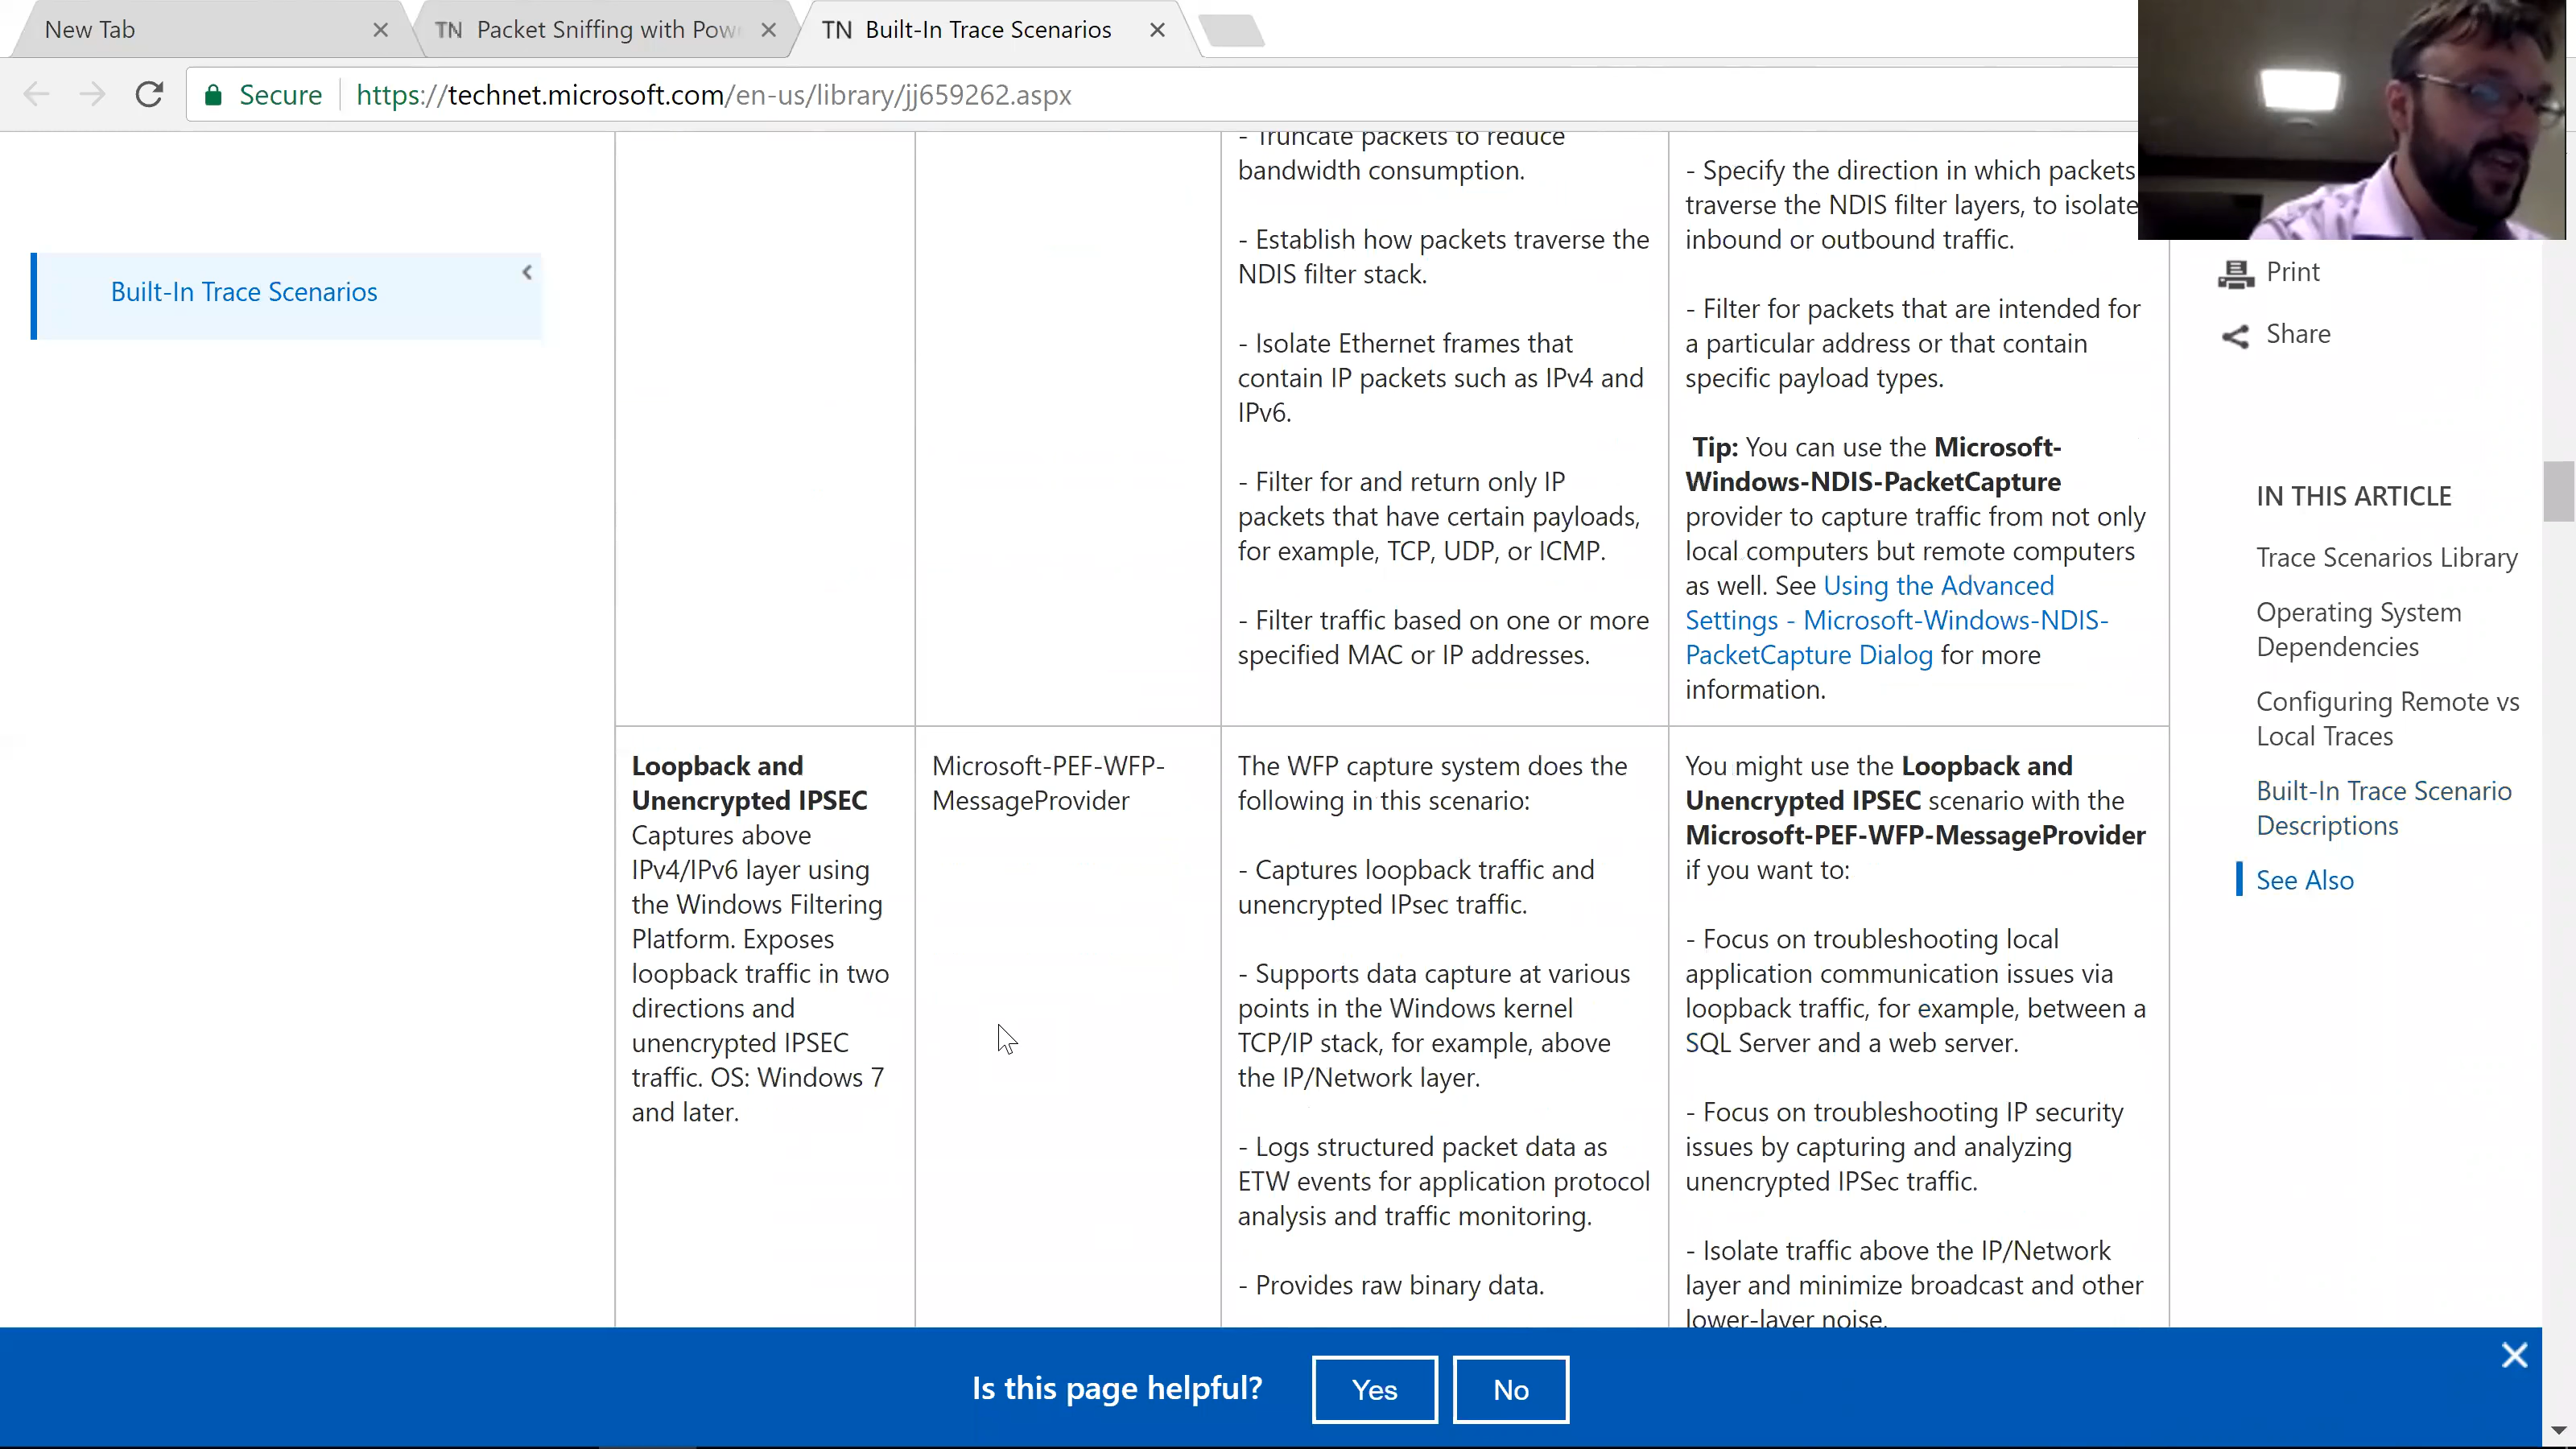 New Tab
TN Packet Sniffing with Pow
TN Built-In Trace Scenarios
Secure
https://technet.microsoft.com/en-us/library/jj659262.aspx
Built-In Trace Scenarios
- Truncate packets to reduce
bandwidth consumption.
- Establish how packets traverse the
NDIS filter stack.
- Isolate Ethernet frames that
contain IP packets such as IPv4 and
IPv6.
- Filter for and return only IP
packets that have certain payloads,
for example, TCP, UDP, or ICMP.
- Filter traffic based on one or more
specified MAC or IP addresses.
- Specify the direction in which packets
traverse the NDIS filter layers, to isolate
inbound or outbound traffic.
- Filter for packets that are intended for
a particular address or that contain
specific payload types.
Tip: You can use the Microsoft-
Windows-NDIS-PacketCapture
provider to capture traffic from not only
local computers but remote computers
as well. See Using the Advanced
Settings - Microsoft-Windows-NDIS-
PacketCapture Dialog for more
information.
Loopback and
Unencrypted IPSEC
Captures above
IPv4/IPv6 layer using
the Windows Filtering
Platform. Exposes
loopback traffic in two
directions and
unencrypted IPSEC
traffic. OS: Windows 7
and later.
Microsoft-PEF-WFP-
MessageProvider
The WFP capture system does the
following in this scenario:
- Captures loopback traffic and
unencrypted IPsec traffic.
- Supports data capture at various
points in the Windows kernel
TCP/IP stack, for example, above
the IP/Network layer.
- Logs structured packet data as
ETW events for application protocol
analysis and traffic monitoring.
- Provides raw binary data.
You might use the Loopback and
Unencrypted IPSEC scenario with the
Microsoft-PEF-WFP-MessageProvider
if you want to:
- Focus on troubleshooting local
application communication issues via
loopback traffic, for example, between a
SQL Server and a web server.
- Focus on troubleshooting IP security
issues by capturing and analyzing
unencrypted IPSec traffic.
- Isolate traffic above the IP/Network
layer and minimize broadcast and other
lower-layer noise.
Print
Share
IN THIS ARTICLE
Trace Scenarios Library
Operating System
Dependencies
Configuring Remote vs
Local Traces
Built-In Trace Scenario
Descriptions
See Also
Is this page helpful?
Yes
No